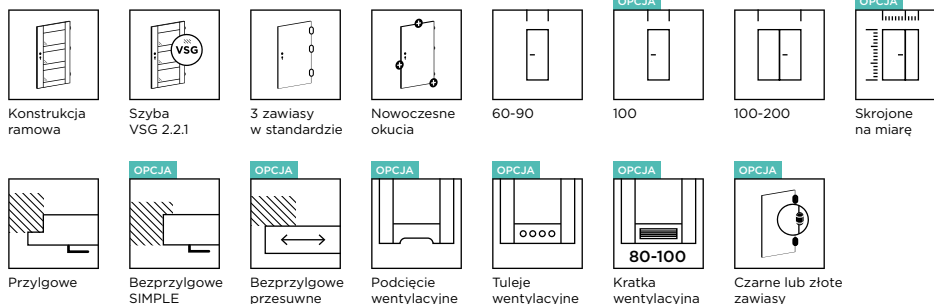 OPCJA
OPCJA
VSG
Konstrukcja
ramowa
Szyba
VSG 2.2.1
3 zawiasy
w standardzie
Nowoczesne
okucia
60-90
100
100-200
Skrojone
na miarę
OPCJA
OPCJA
OPCJA
OPCJA
OPCJA
OPCJA
80-100
Przylgowe
Bezprzylgowe
SIMPLE
Bezprzylgowe
przesuwne
Podcięcie
wentylacyjne
Tuleje
wentylacyjne
Kratka
wentylacyjna
Czarne lub złote
zawiasy